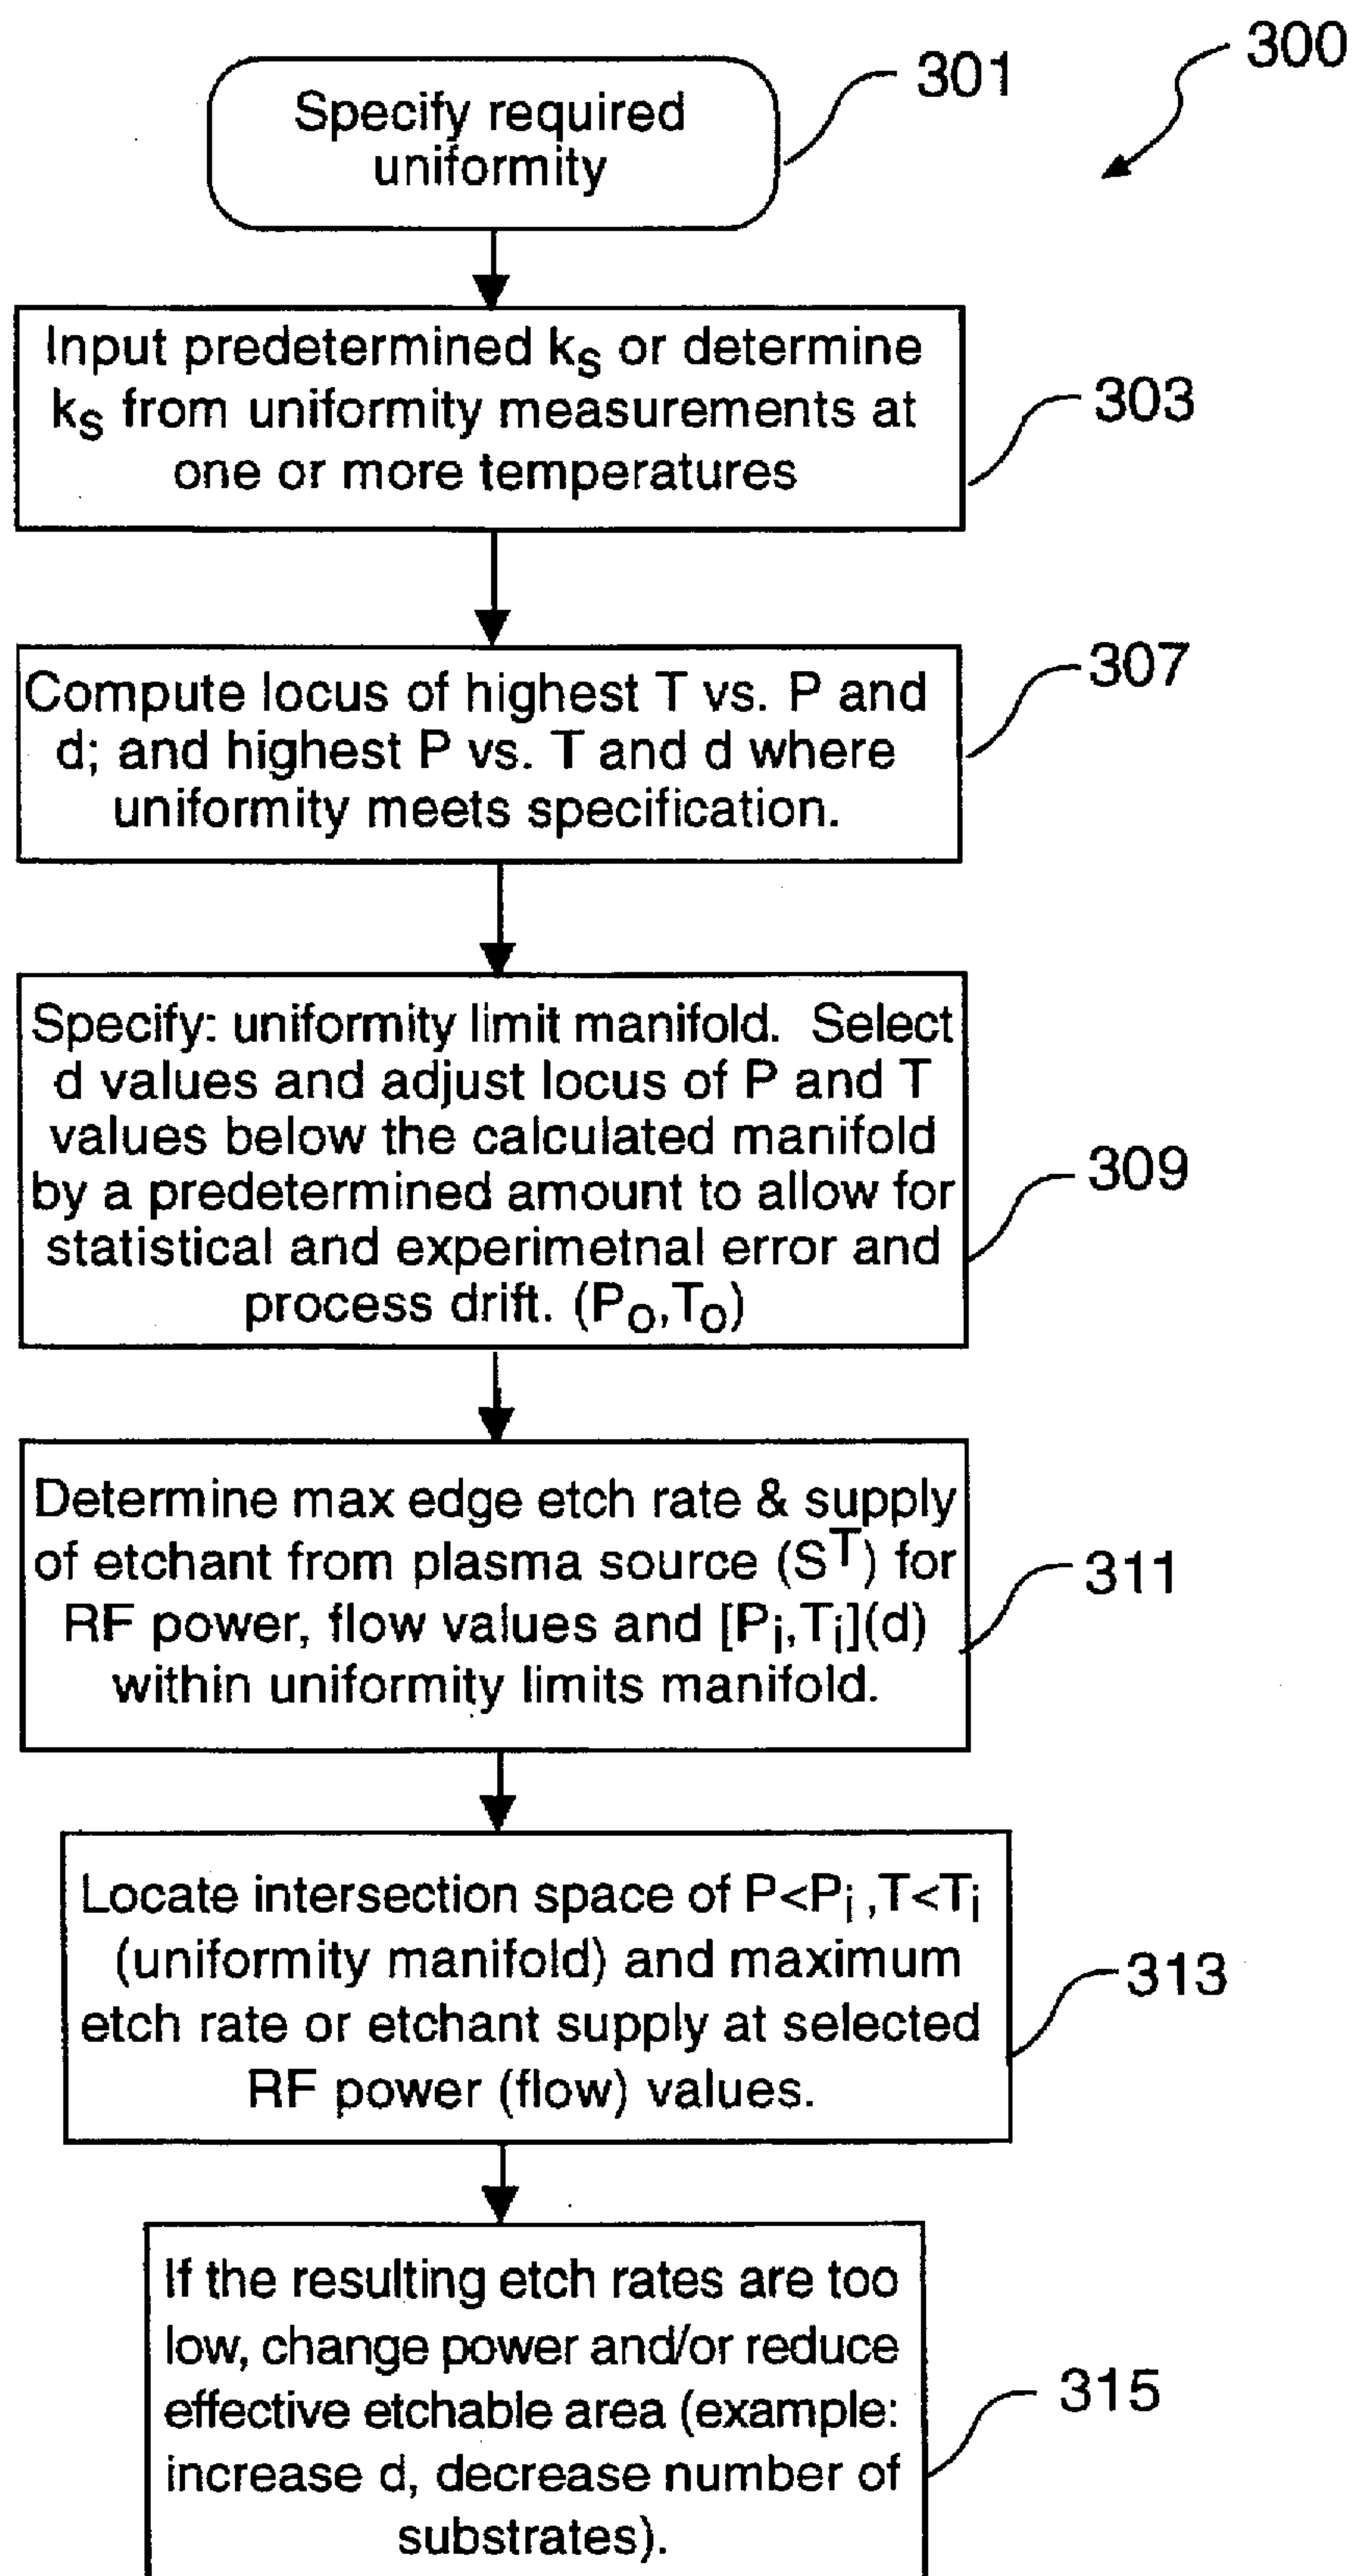 300
301
Specify required
uniformity
Input predetermined kS or determine
kS from uniformity measurements at
one or more temperatures
303
Compute locus of highest T vs. P and
d; and highest P vs. T and d where
uniformity meets specification.
307
Specify: uniformity limit manifold. Select
d values and adjust locus of P and T
values below the calculated manifold
by a predetermined amount to allow for
statistical and experimetnal error and
process drift. (PO,TO)
309
Determine max edge etch rate & supply
of etchant from plasma source (S^T) for
RF power, flow values and [Pi,Ti](d)
within uniformity limits manifold.
311
Locate intersection space of P<Pi ,T<Ti
(uniformity manifold) and maximum
etch rate or etchant supply at selected
RF power (flow) values.
313
If the resulting etch rates are too
low, change power and/or reduce
effective etchable area (example:
increase d, decrease number of
substrates).
315